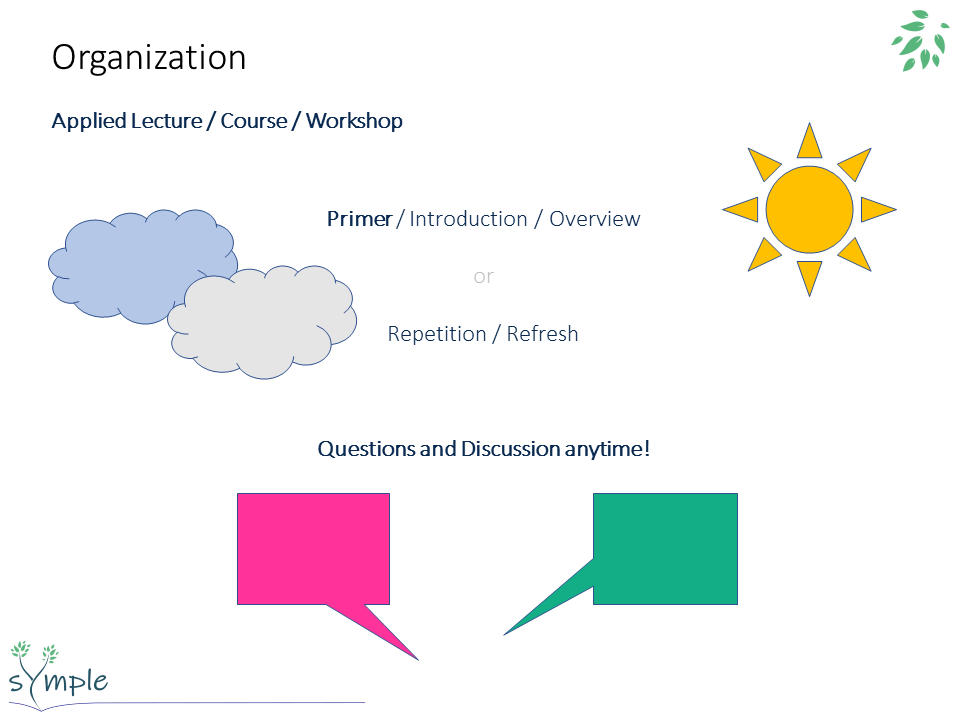 Organization
Applied Lecture / Course / Workshop
Primer / Introduction / Overview
or
Repetition / Refresh
Questions and Discussion anytime!
sYmple